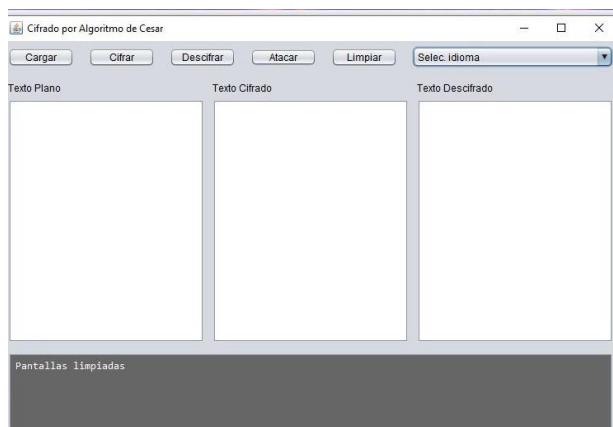 Cifrado por Algoritmo de Cesar
Cargar Cifrar Descifrar Atacar Limpiar Selec. idioma
Texto Plano Texto Cifrado Texto Descifrado
Pantallas limpiadas